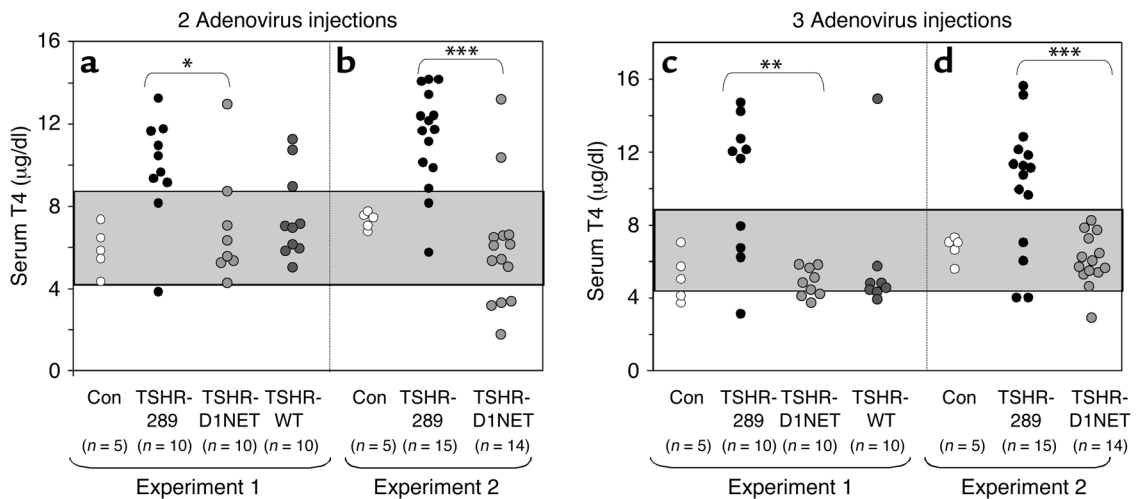 2 Adenovirus injections
3 Adenovirus injections
a
*
b
***
c
**
d
***
Serum T4 (µg/dl)
16
12
8
4
0
Serum T4 (µg/dl)
16
12
8
4
0
Con
TSHR-
289
TSHR-
D1NET
TSHR-
WT
Con
TSHR-
289
TSHR-
D1NET
(n = 5)
(n = 10)
(n = 10)
(n = 10)
(n = 5)
(n = 15)
(n = 14)
Experiment 1
Experiment 2
Con
TSHR-
289
TSHR-
D1NET
TSHR-
WT
Con
TSHR-
289
TSHR-
D1NET
(n = 5)
(n = 10)
(n = 10)
(n = 10)
(n = 5)
(n = 15)
(n = 14)
Experiment 1
Experiment 2